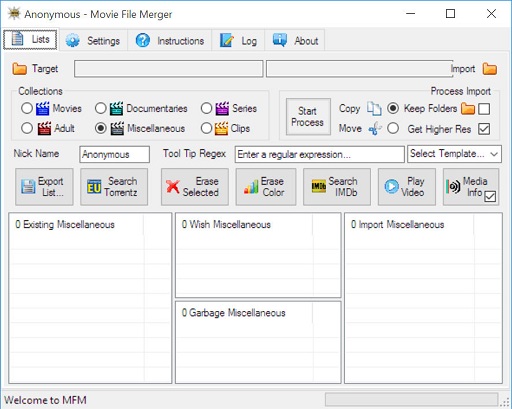 Anonymous - Movie File Merger
Lists Settings Instructions Log About
Target Import
Collections Process Import
Movies Documentaries Series Start Process Copy Keep Folders
Adult Miscellaneous Clips Move Get Higher Res
Nick Name Anonymous Tool Tip Regex Enter a regular expression... Select Template...
Export List... EU Search Torrentz Erase Selected Erase Color IMDb Search IMDb Play Video Media Info
0 Existing Miscellaneous 0 Wish Miscellaneous 0 Import Miscellaneous
0 Garbage Miscellaneous
Welcome to MFM